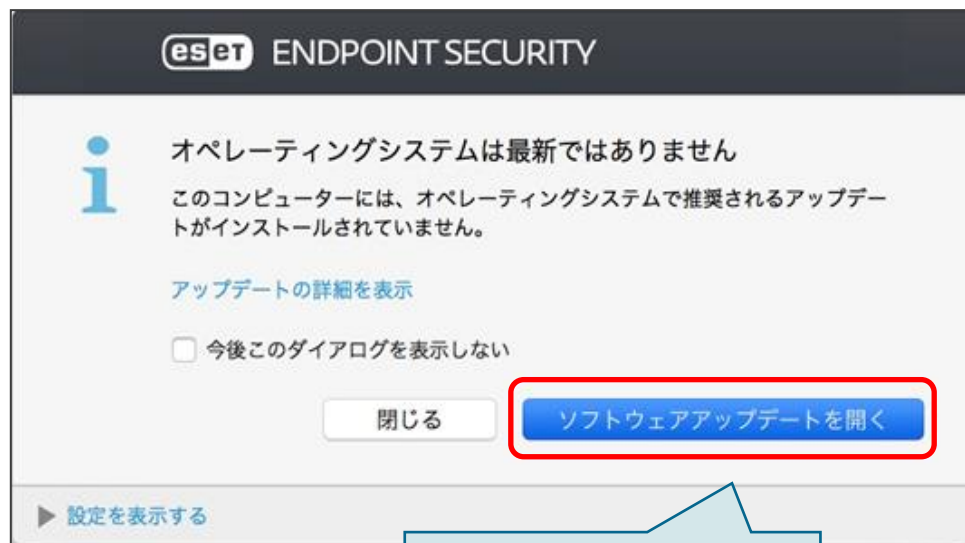 eset ENDPOINT SECURITY
オペレーティングシステムは最新ではありません
このコンピューターには、オペレーティングシステムで推奨されるアップデー
トがインストールされていません。
アップデートの詳細を表示
今後このダイアログを表示しない
閉じる
ソフトウェアアップデートを開く
設定を表示する